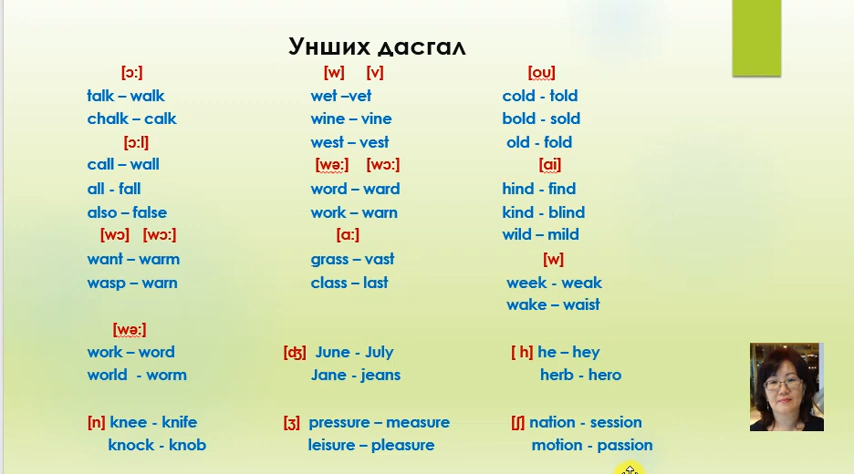 Унших дасгал
[ɔ:]
talk – walk
chalk – calk
[ɔ:l]
call – wall
all - fall
also – false
[wɔ] [wɔ:]
want – warm
wasp – warn
[wə:]
work – word
world - worm
[n] knee - knife
knock - knob
[w] [v]
wet –vet
wine – vine
west – vest
[wə:] [wɔ:]
word – ward
work – warn
[ɑ:]
grass – vast
class – last
[ʤ] June - July
Jane - jeans
[ʒ] pressure – measure
leisure – pleasure
[ou]
cold - told
bold - sold
old - fold
[ai]
hind - find
kind - blind
wild – mild
[w]
week - weak
wake – waist
[ h] he – hey
herb - hero
[ʃ] nation - session
motion - passion